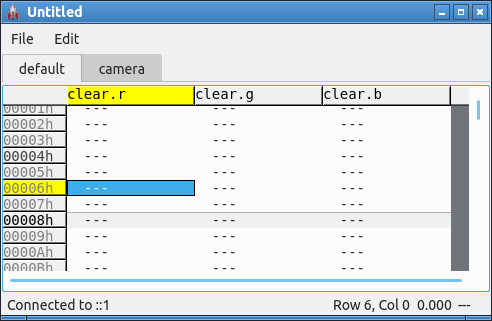 Untitled
File Edit
default camera
clear.r clear.g clear.b
00001h --- --- ---
00002h --- --- ---
00003h --- --- ---
00004h --- --- ---
00005h --- --- ---
00006h --- --- ---
00007h --- --- ---
00008h --- --- ---
00009h --- --- ---
0000Ah --- --- ---
0000Bh --- --- ---
Connected to ::1 Row 6, Col 0 0.000 ---